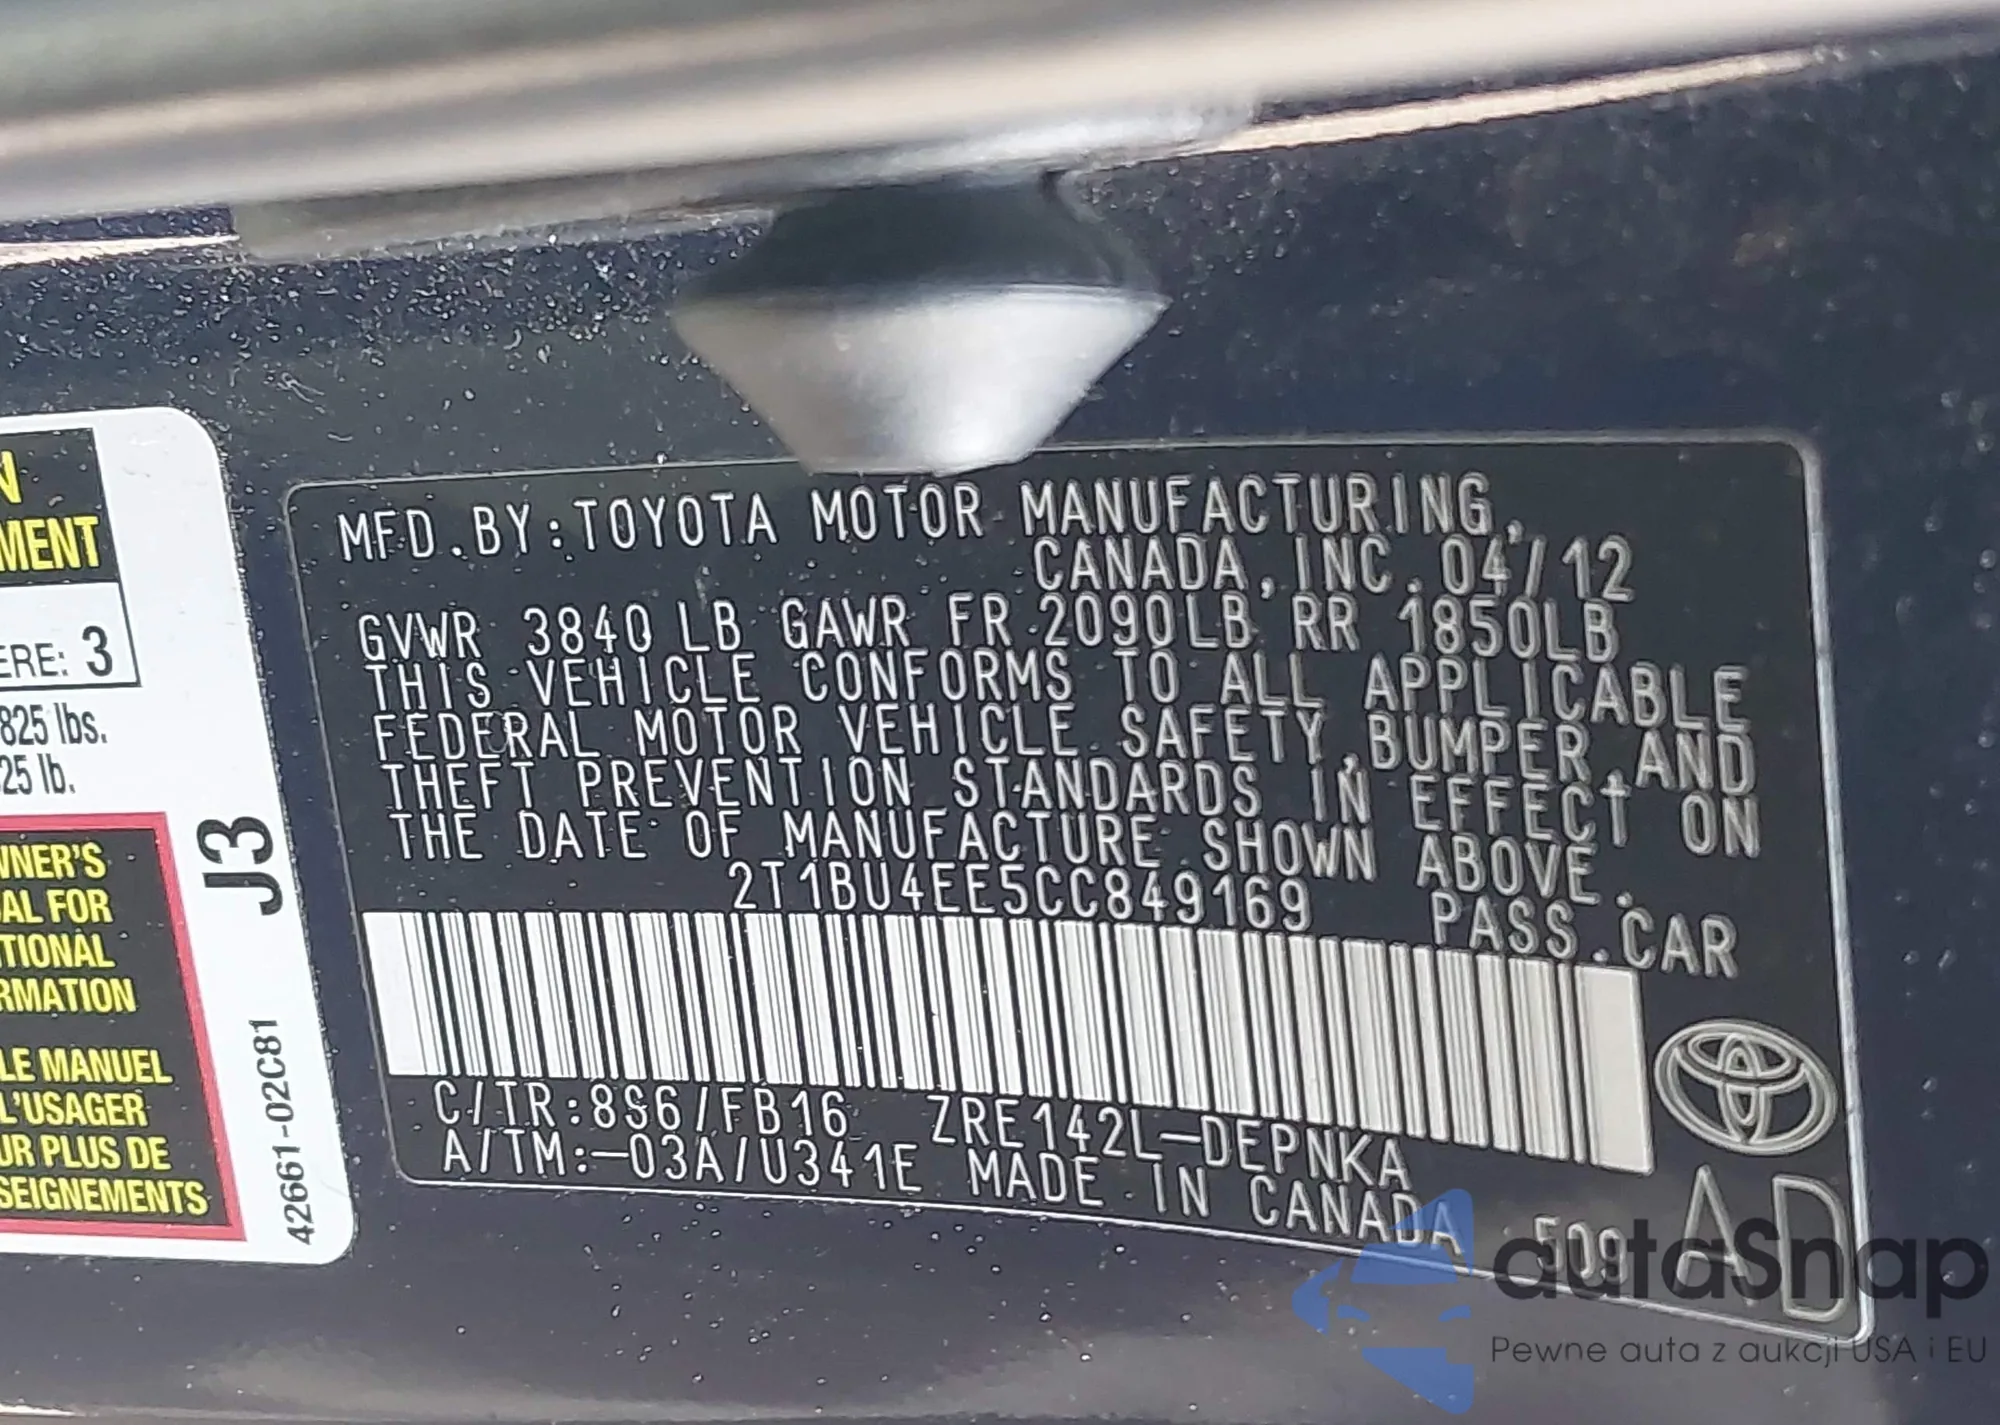 N
MENT
ERE: 3
825 lbs.
25 lb.
WNER'S
AL FOR
TIONAL
RMATION
LE MANUEL
L'USAGER
UR PLUS DE
SEIGNEMENTS
J3
42661-02C81
MFD.BY:TOYOTA MOTOR MANUFACTURING,
CANADA,INC. 04/12
GVWR 3840 LB GAWR FR 2090LB RR 1850LB
THIS VEHICLE CONFORMS TO ALL APPLICABLE
FEDERAL MOTOR VEHICLE SAFETY,BUMPER,AND
THEFT PREVENTION STANDARDS IN EFFECT ON
THE DATE OF MANUFACTURE SHOWN ABOVE.
2T1BU4EE5CC849169 PASS.CAR
C/TR:8S6/FB16 ZRE142L-DEPNKA
A/TM:-03A/U341E MADE IN CANADA 509 AD
autaSnap
Pewne auta z aukcji USA i EU